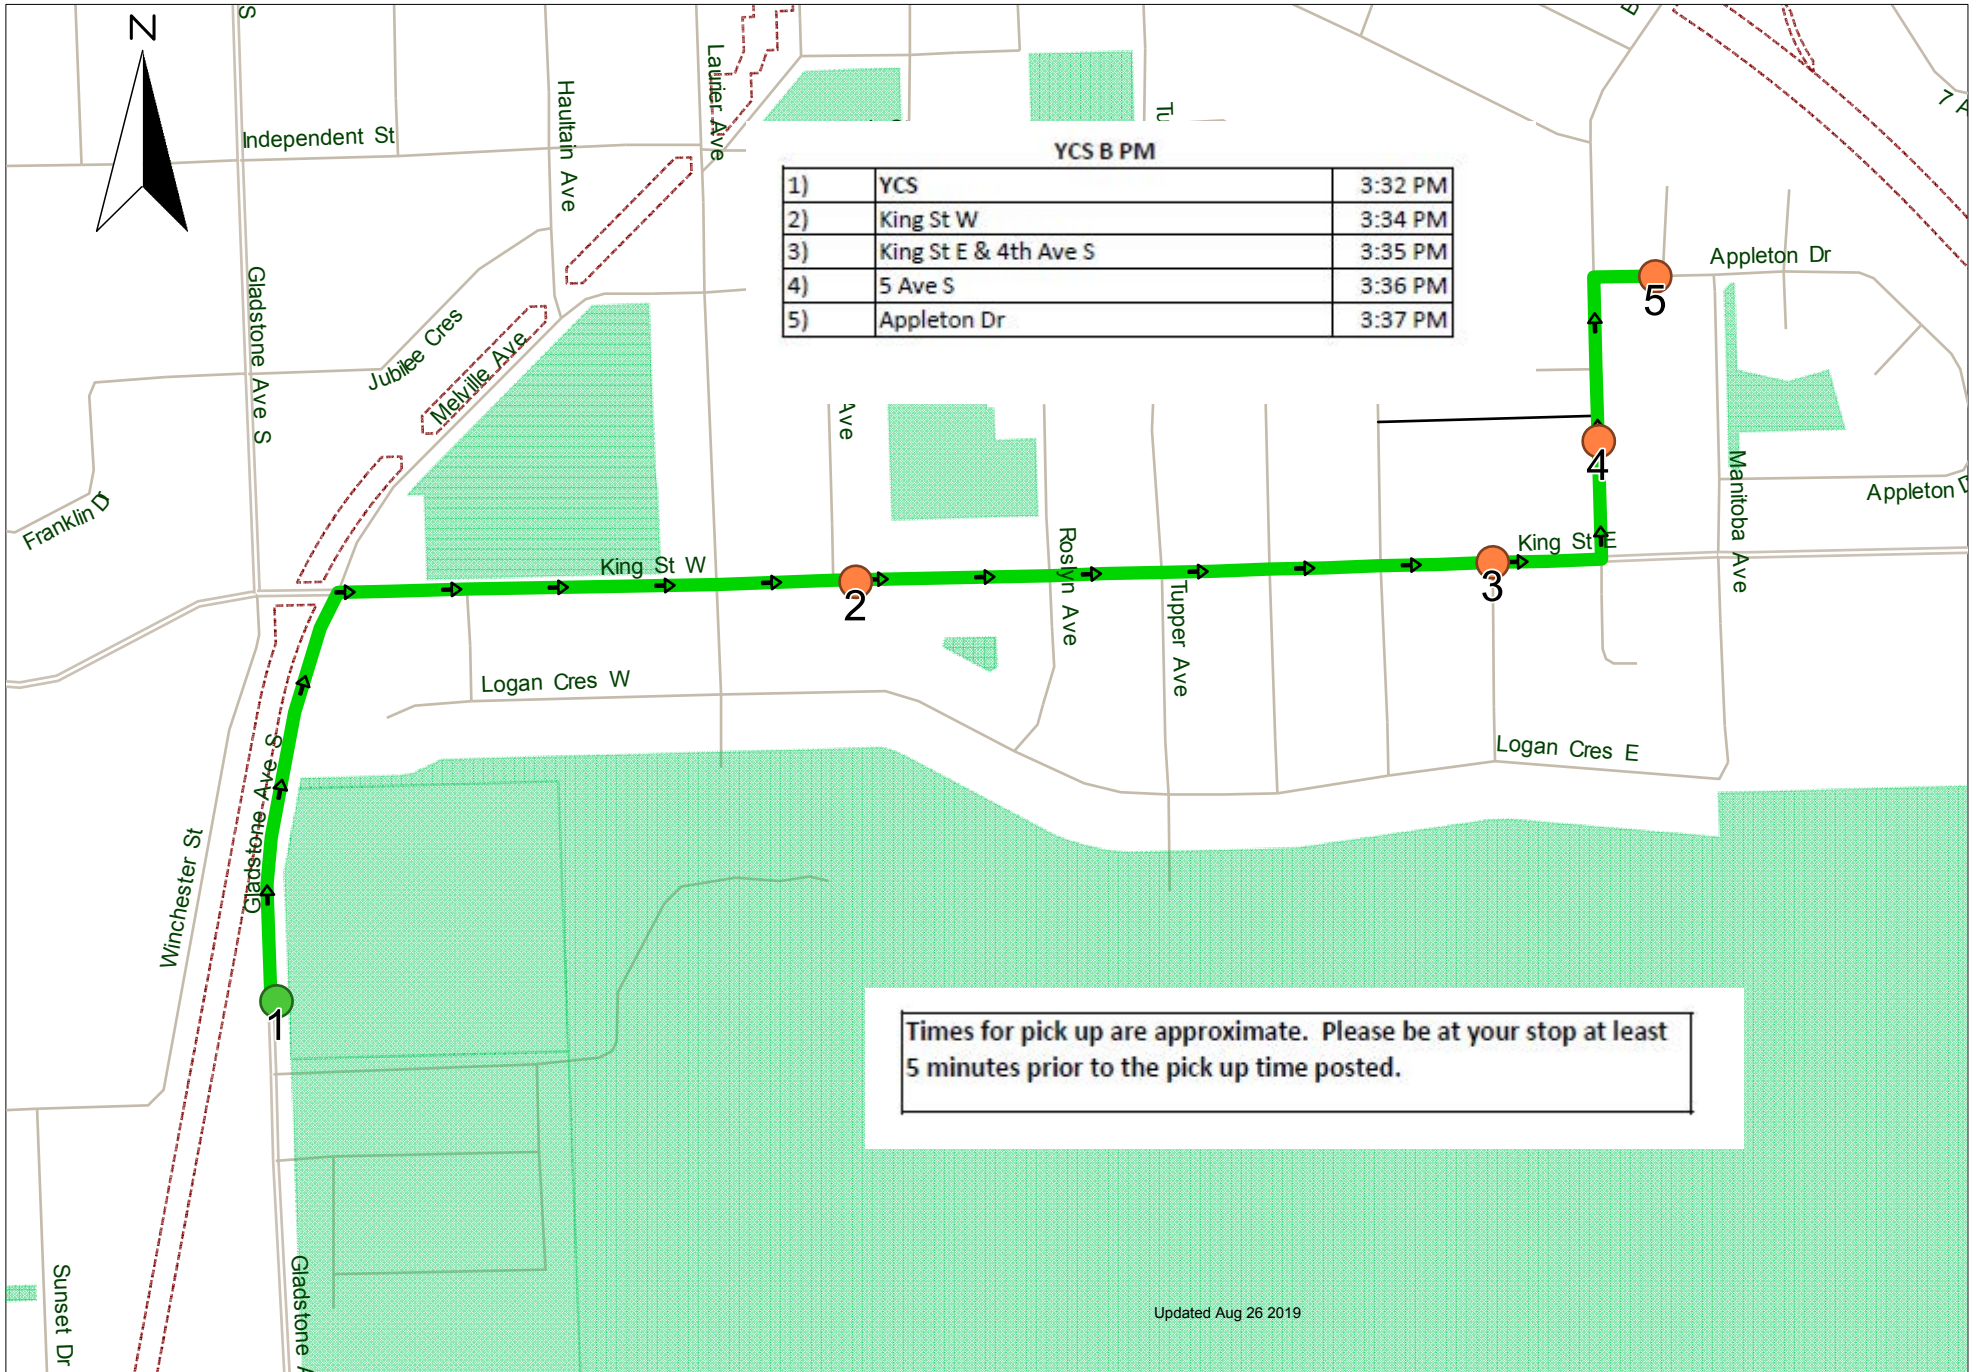 N
S
Laurier Ave
Haultain Ave
Independent St
Tu
7 A
YCS B PM
1) YCS 3:32 PM
2) King St W 3:34 PM
3) King St E & 4th Ave S 3:35 PM
4) 5 Ave S 3:36 PM
5) Appleton Dr 3:37 PM
Appleton Dr
5
Gladstone Ave S
Jubilee Cres
Melville Ave
Ave
4
Manitoba Ave
Appleton D
Franklin Dr
King St W
King St E
Roslyn Ave
Tupper Ave
2
3
Logan Cres W
Logan Cres E
Gladstone Ave S
Winchester St
1
Times for pick up are approximate. Please be at your stop at least
5 minutes prior to the pick up time posted.
Sunset Dr
Gladstone A
Updated Aug 26 2019